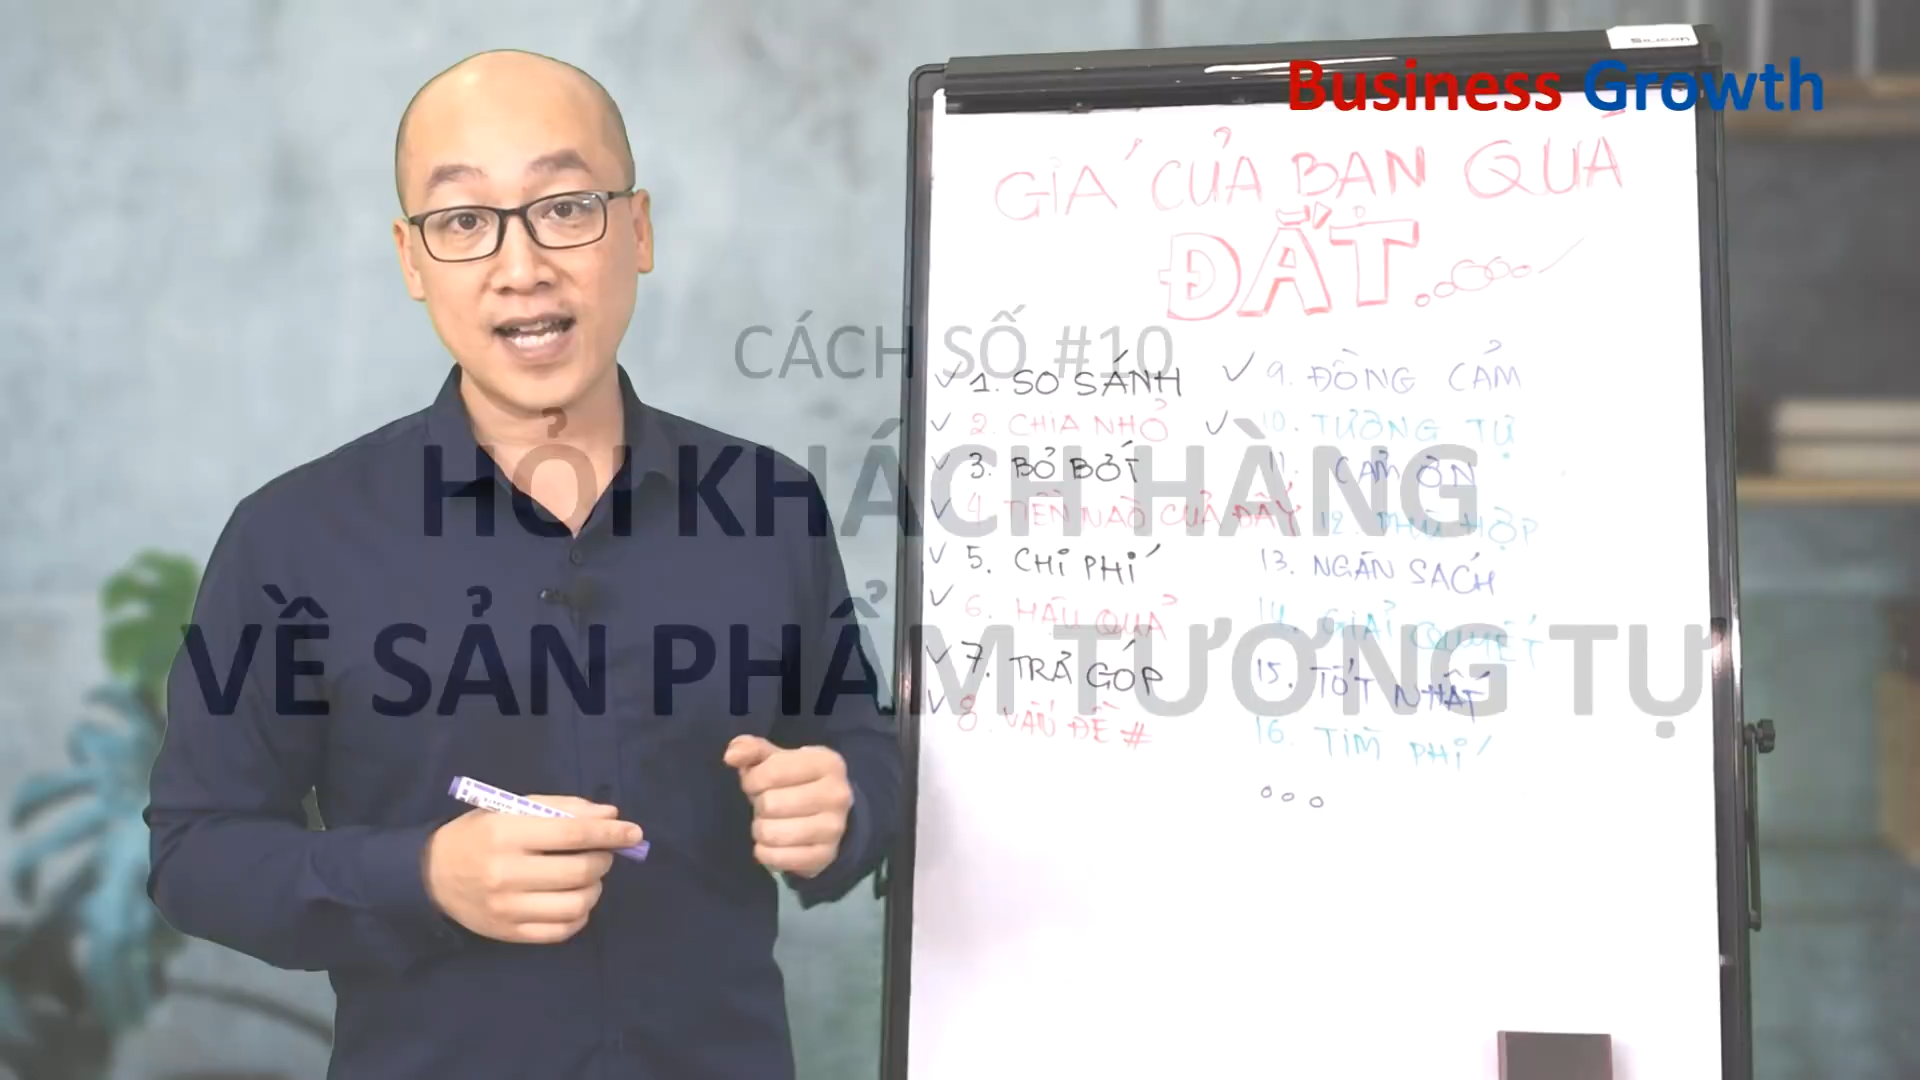 Silicon
Business Growth
GIÁ CỦA BẠN QUÁ
ĐẮT...
CÁCH SỐ #10
HỎI KHÁCH HÀNG
VỀ SẢN PHẨM TƯƠNG TỰ
✓ 1. SO SÁNH
✓ 2. CHIA NHỎ
✓ 3. BỎ BỚT
✓ 4 TIỀN NÀO CỦA ĐẤY
✓ 5. CHI PHÍ
✓ 6. HẬU QUẢ
✓ 7. TRẢ GÓP
✓ 8. VẤN ĐỀ #
✓ 9. ĐỒNG CẢM
✓ 10. TƯƠNG TỰ
11. CẢM ƠN
12. PHÙ HỢP
13. NGÂN SÁCH
14. GIẢI QUYẾT
15. TỐT NHẤT
16. TÌM PHÍ
...